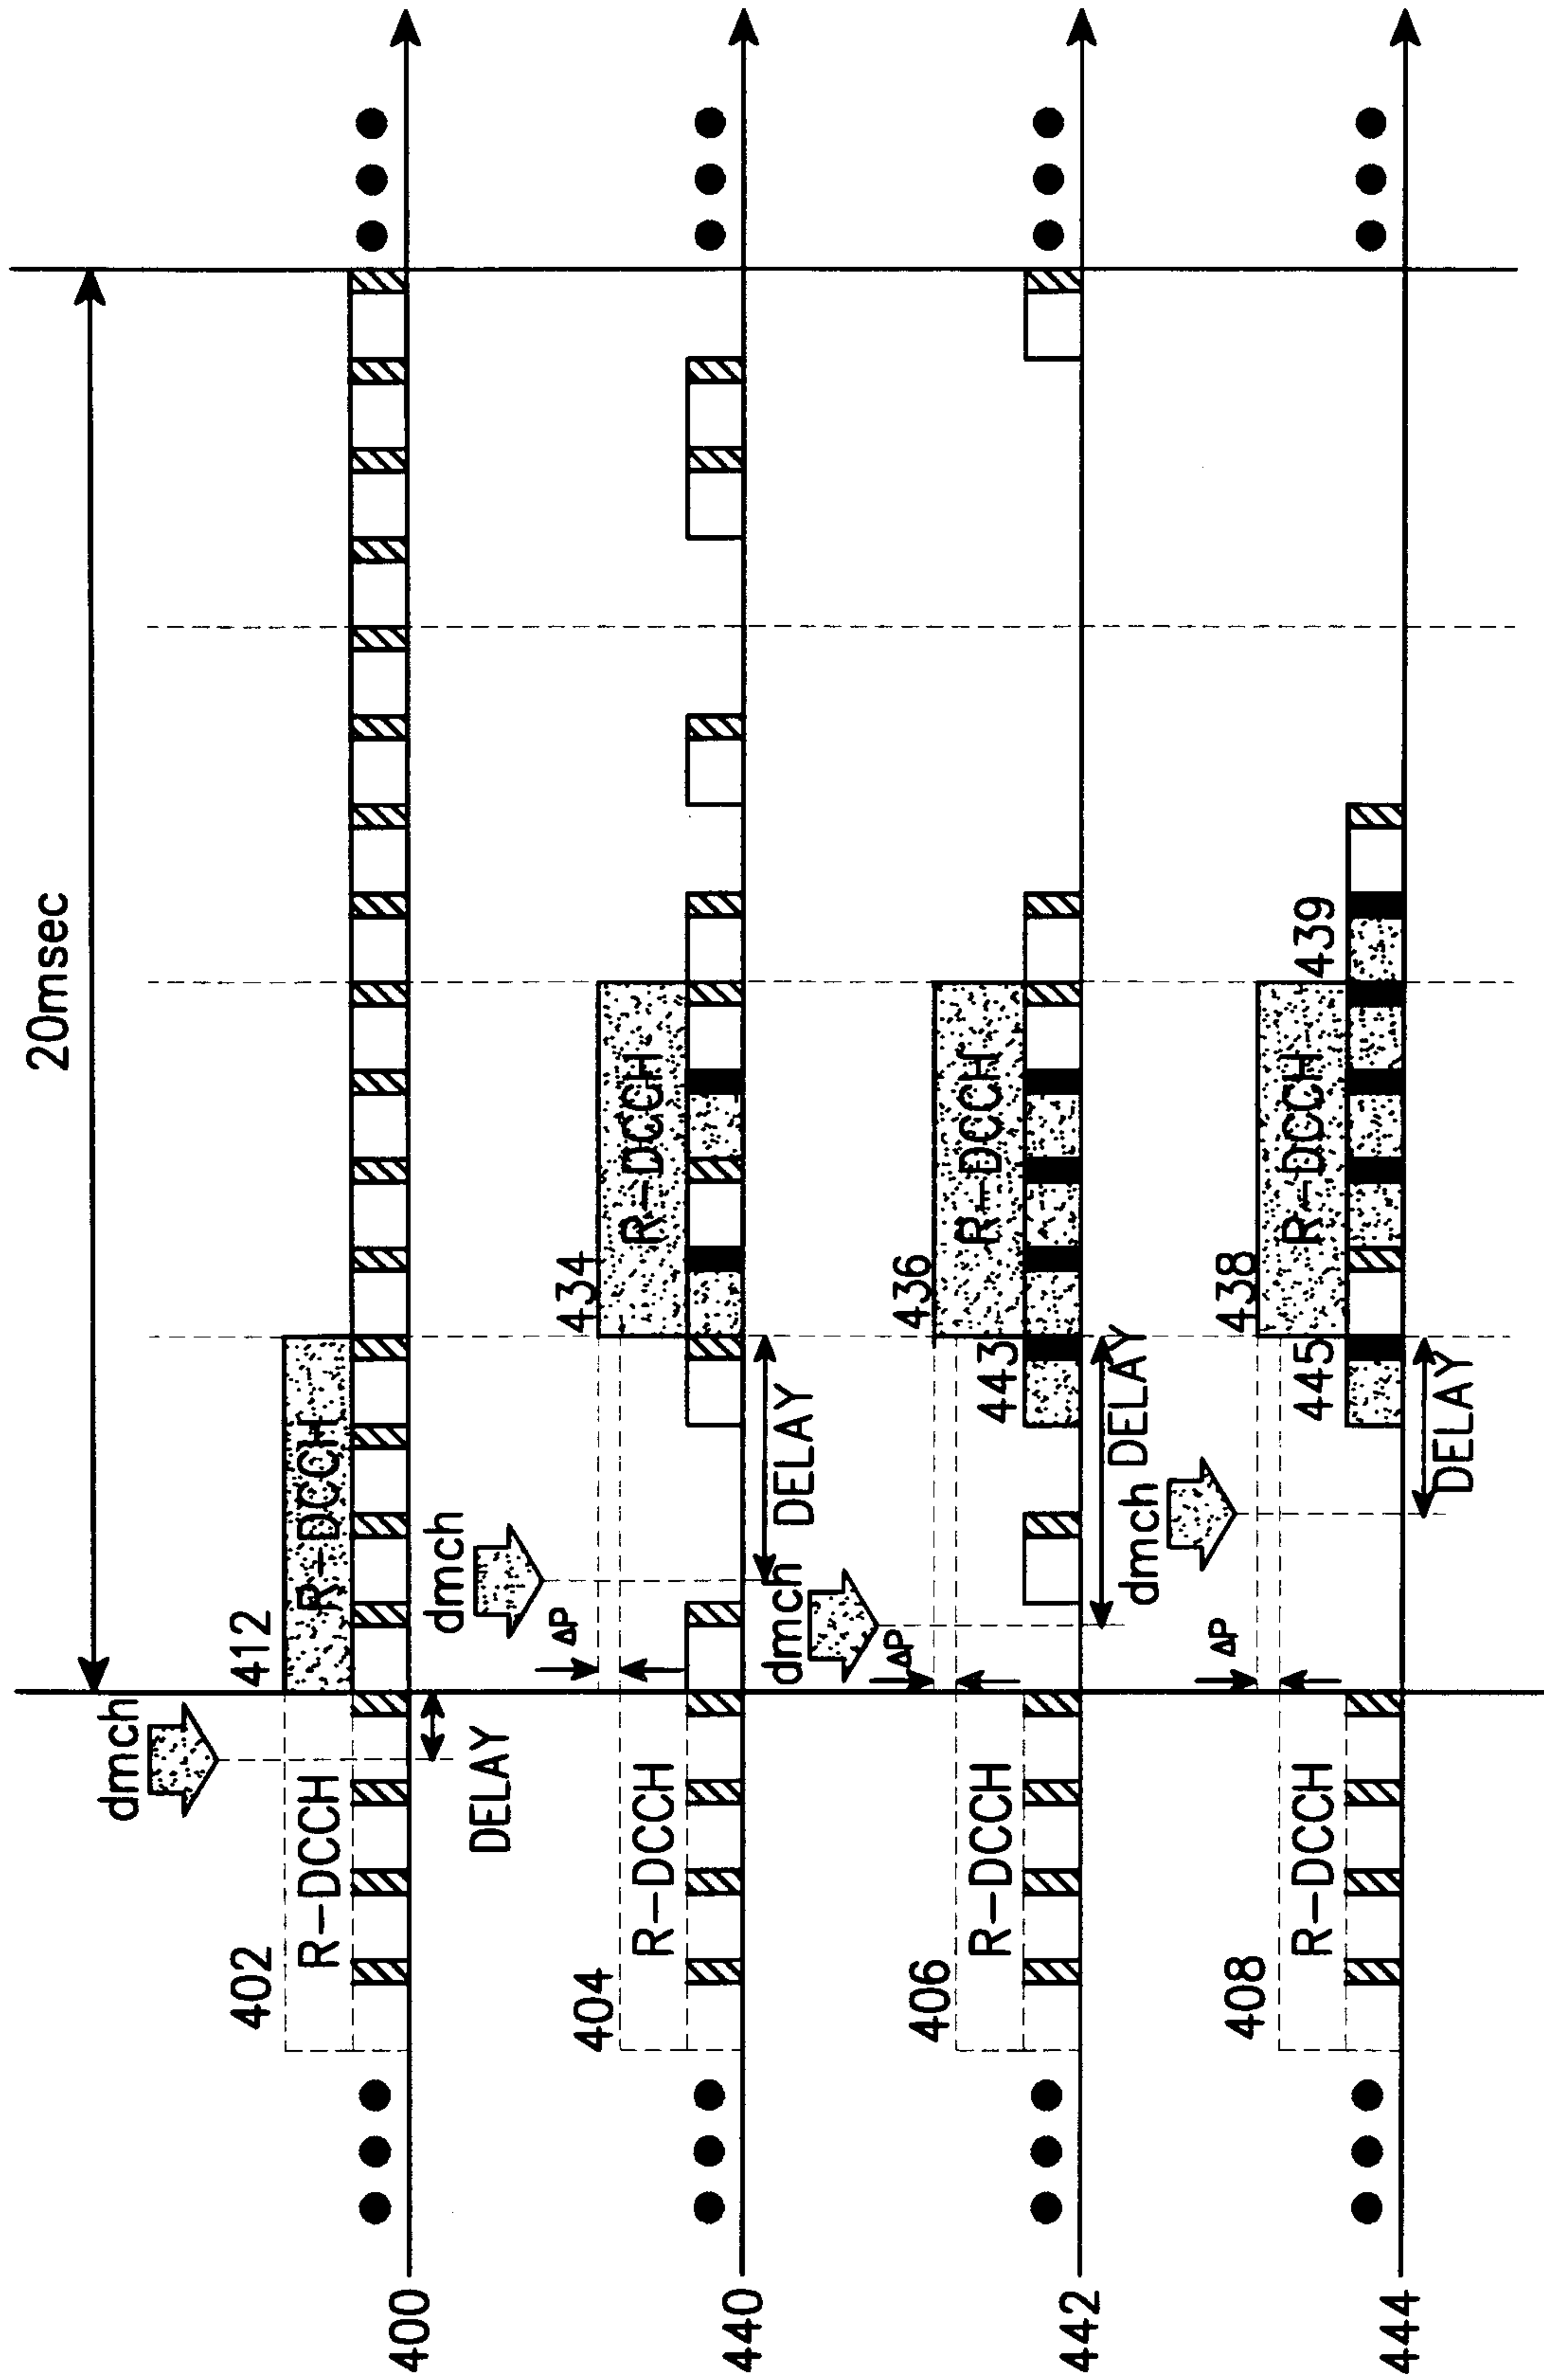 20msec
dmch
402
R-DCCH
412
R-DCCH
DELAY
400
dmch
ΔP
404
R-DCCH
434
R-DCCH
DELAY
440
dmch
ΔP
406
R-DCCH
443
436
R-DCCH
DELAY
442
dmch
ΔP
408
R-DCCH
445
438
R-DCCH
439
DELAY
444